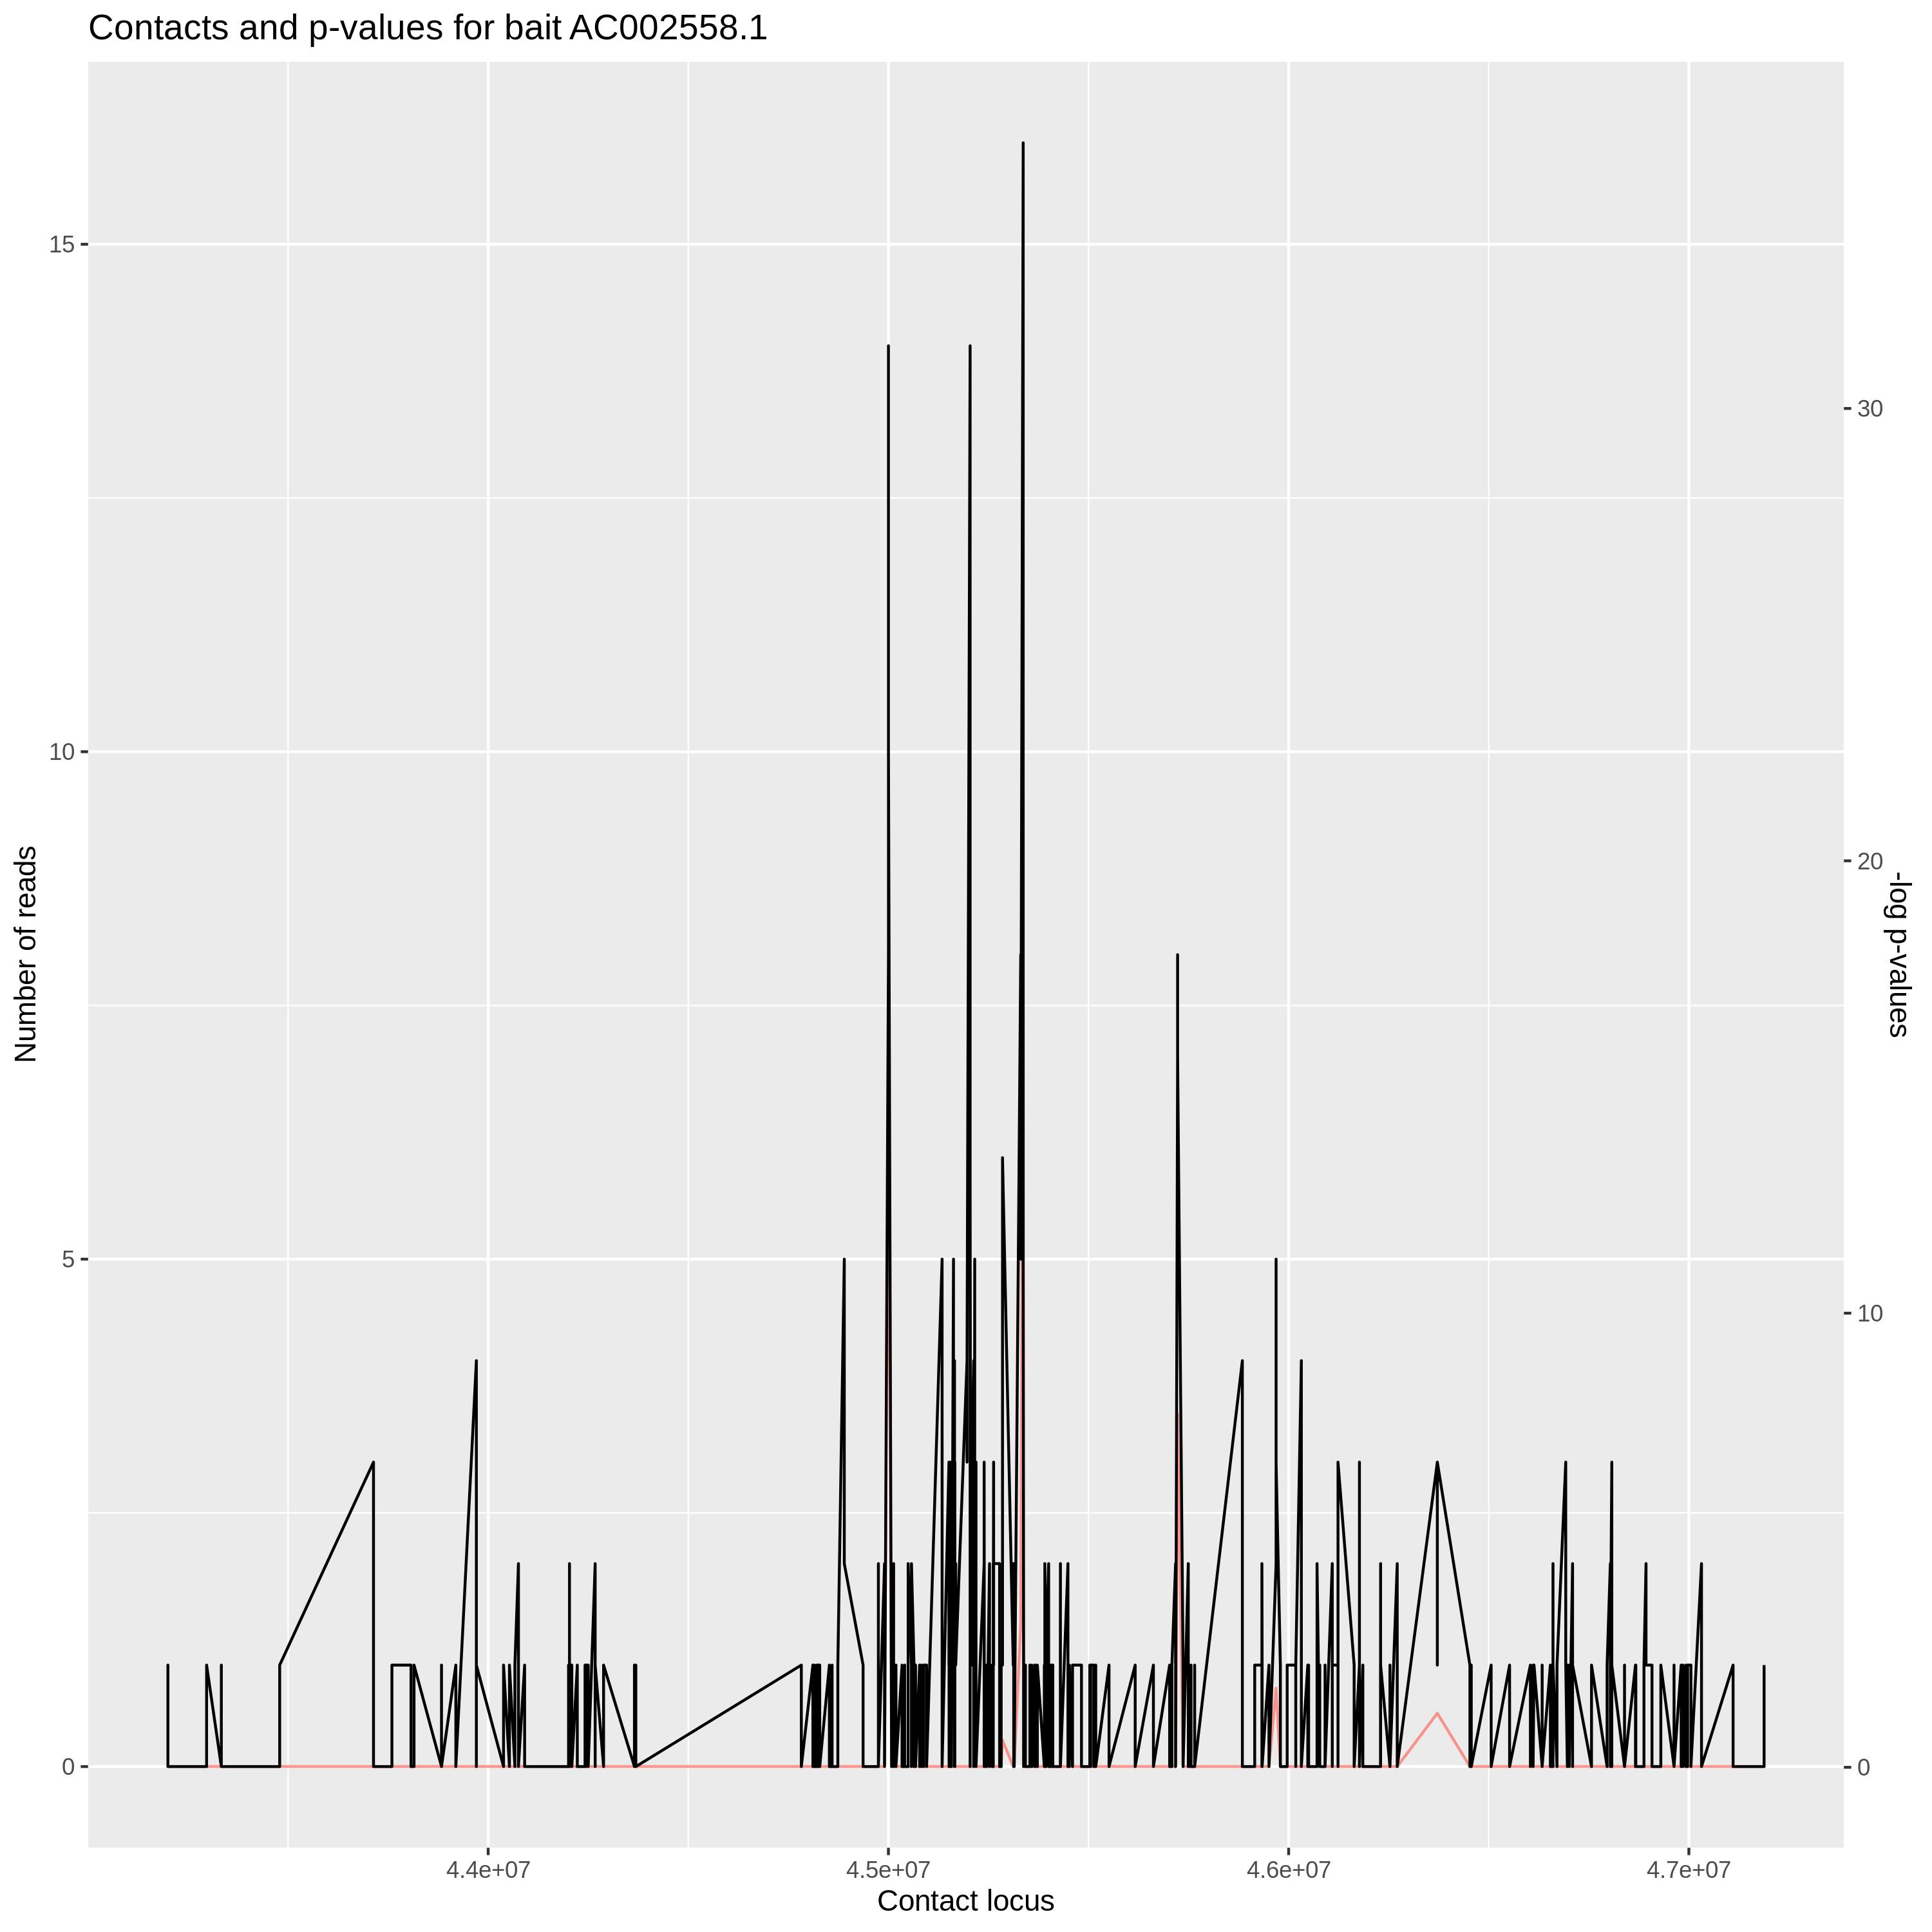 Contacts and p-values for bait AC002558.1
15
10
5
0
Number of reads
30
20
10
0
-log p-values
4.4e+07
4.5e+07
4.6e+07
4.7e+07
Contact locus